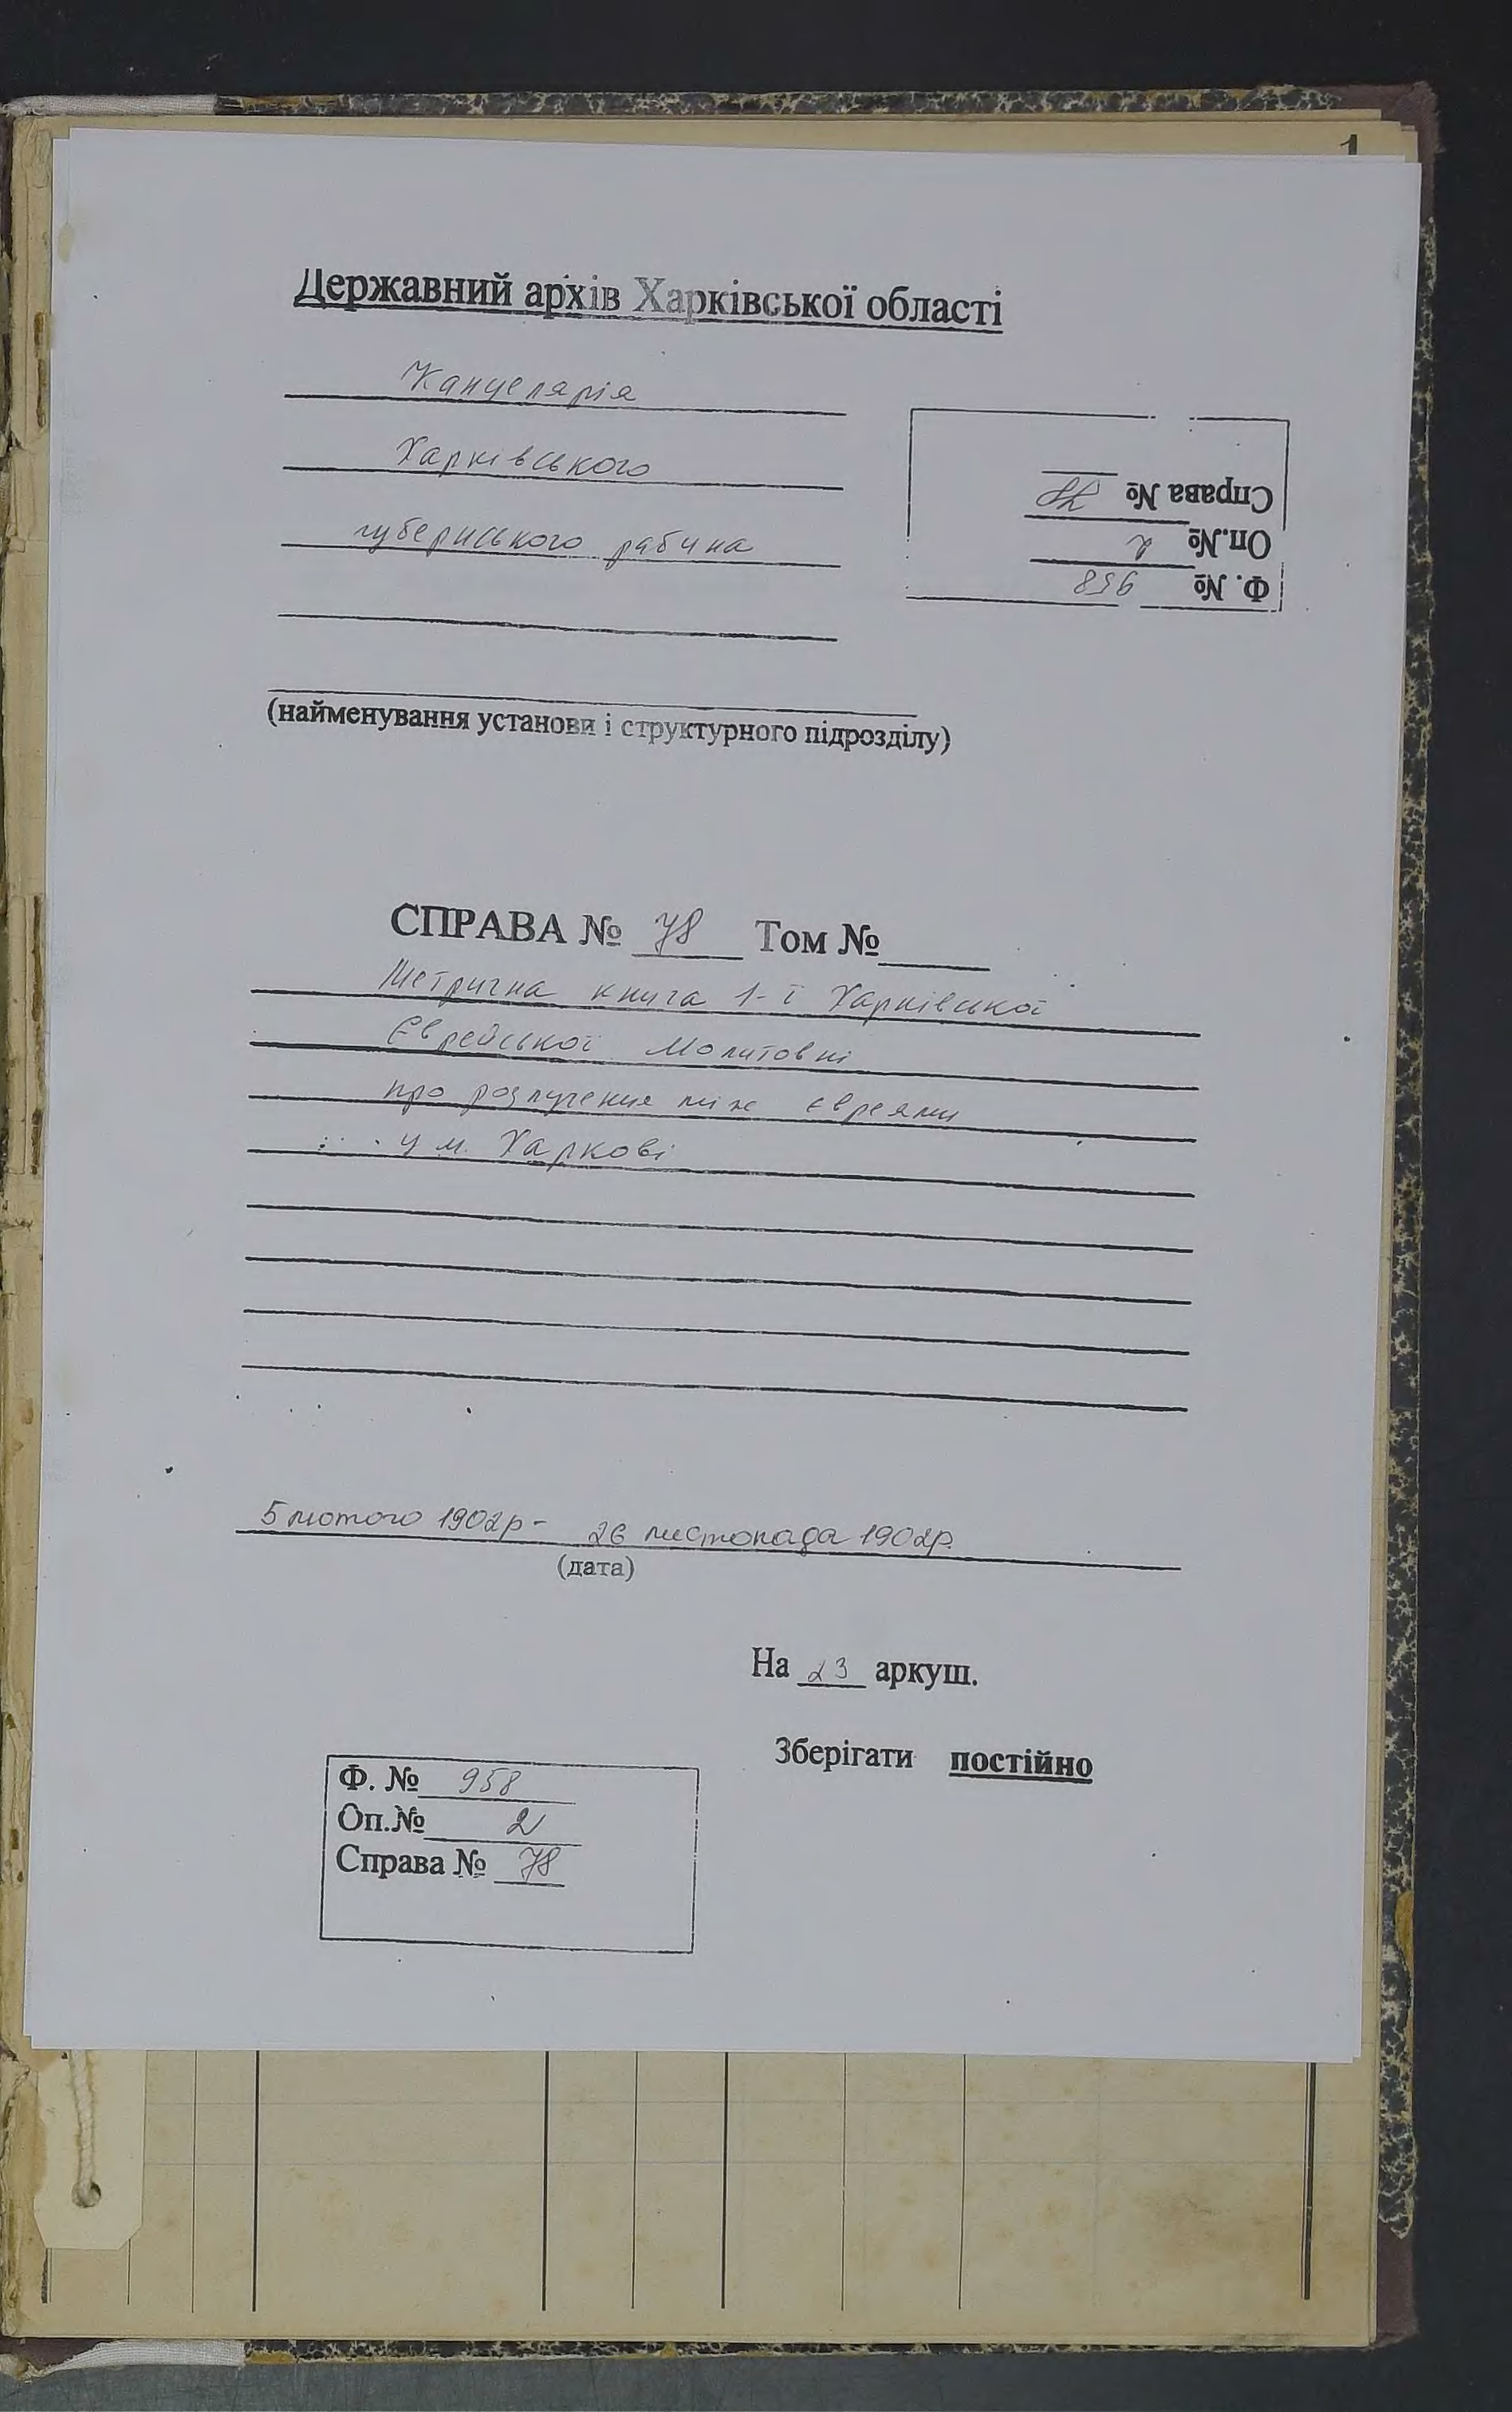 1
Державний архів Харківської області
Канцелярія
Харківського
губернського рабина
Справа № 78
Оп.№ 2
Ф. № 958
(найменування установи і структурного підрозділу)
СПРАВА № 78 Том №
Метрична книга 1-ї Харківської
Єврейської Молитовні
про розлучення між євреями
у м. Харкові
5 лютого 1902р - 26 листопада 1902р.
(дата)
На 23 аркуш.
Зберігати постійно
Ф. № 958
Оп.№ 2
Справа № 78